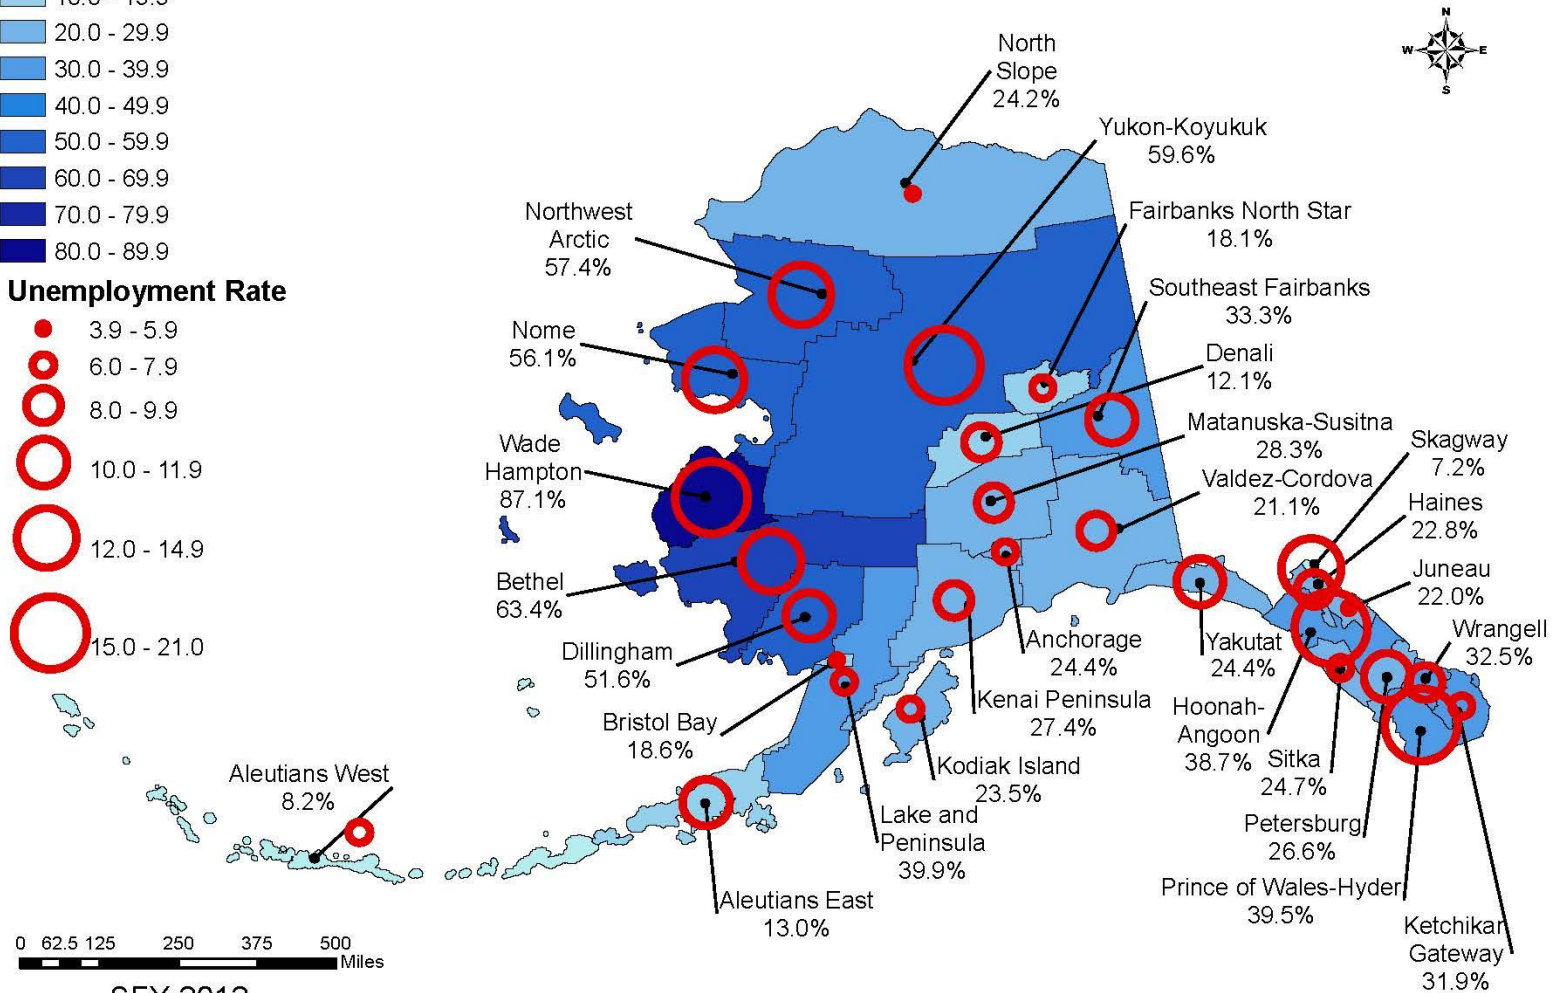 20.0 - 29.9
30.0 - 39.9
40.0 - 49.9
50.0 - 59.9
60.0 - 69.9
70.0 - 79.9
80.0 - 89.9
Unemployment Rate
3.9 - 5.9
6.0 - 7.9
8.0 - 9.9
10.0 - 11.9
12.0 - 14.9
15.0 - 21.0
N
W
E
S
North
Slope
24.2%
Yukon-Koyukuk
59.6%
Northwest
Arctic
57.4%
Fairbanks North Star
18.1%
Southeast Fairbanks
33.3%
Nome
56.1%
Denali
12.1%
Matanuska-Susitna
28.3%
Wade
Hampton
87.1%
Skagway
7.2%
Valdez-Cordova
21.1%
Haines
22.8%
Bethel
63.4%
Juneau
22.0%
Dillingham
51.6%
Anchorage
24.4%
Yakutat
24.4%
Wrangell
32.5%
Bristol Bay
18.6%
Kenai Peninsula
27.4%
Hoonah-
Angoon
38.7%
Sitka
24.7%
Kodiak Island
23.5%
Aleutians West
8.2%
Lake and
Peninsula
39.9%
Petersburg
26.6%
Aleutians East
13.0%
Prince of Wales-Hyder
39.5%
Ketchikar
Gateway
31.9%
0 62.5 125 250 375 500
Miles